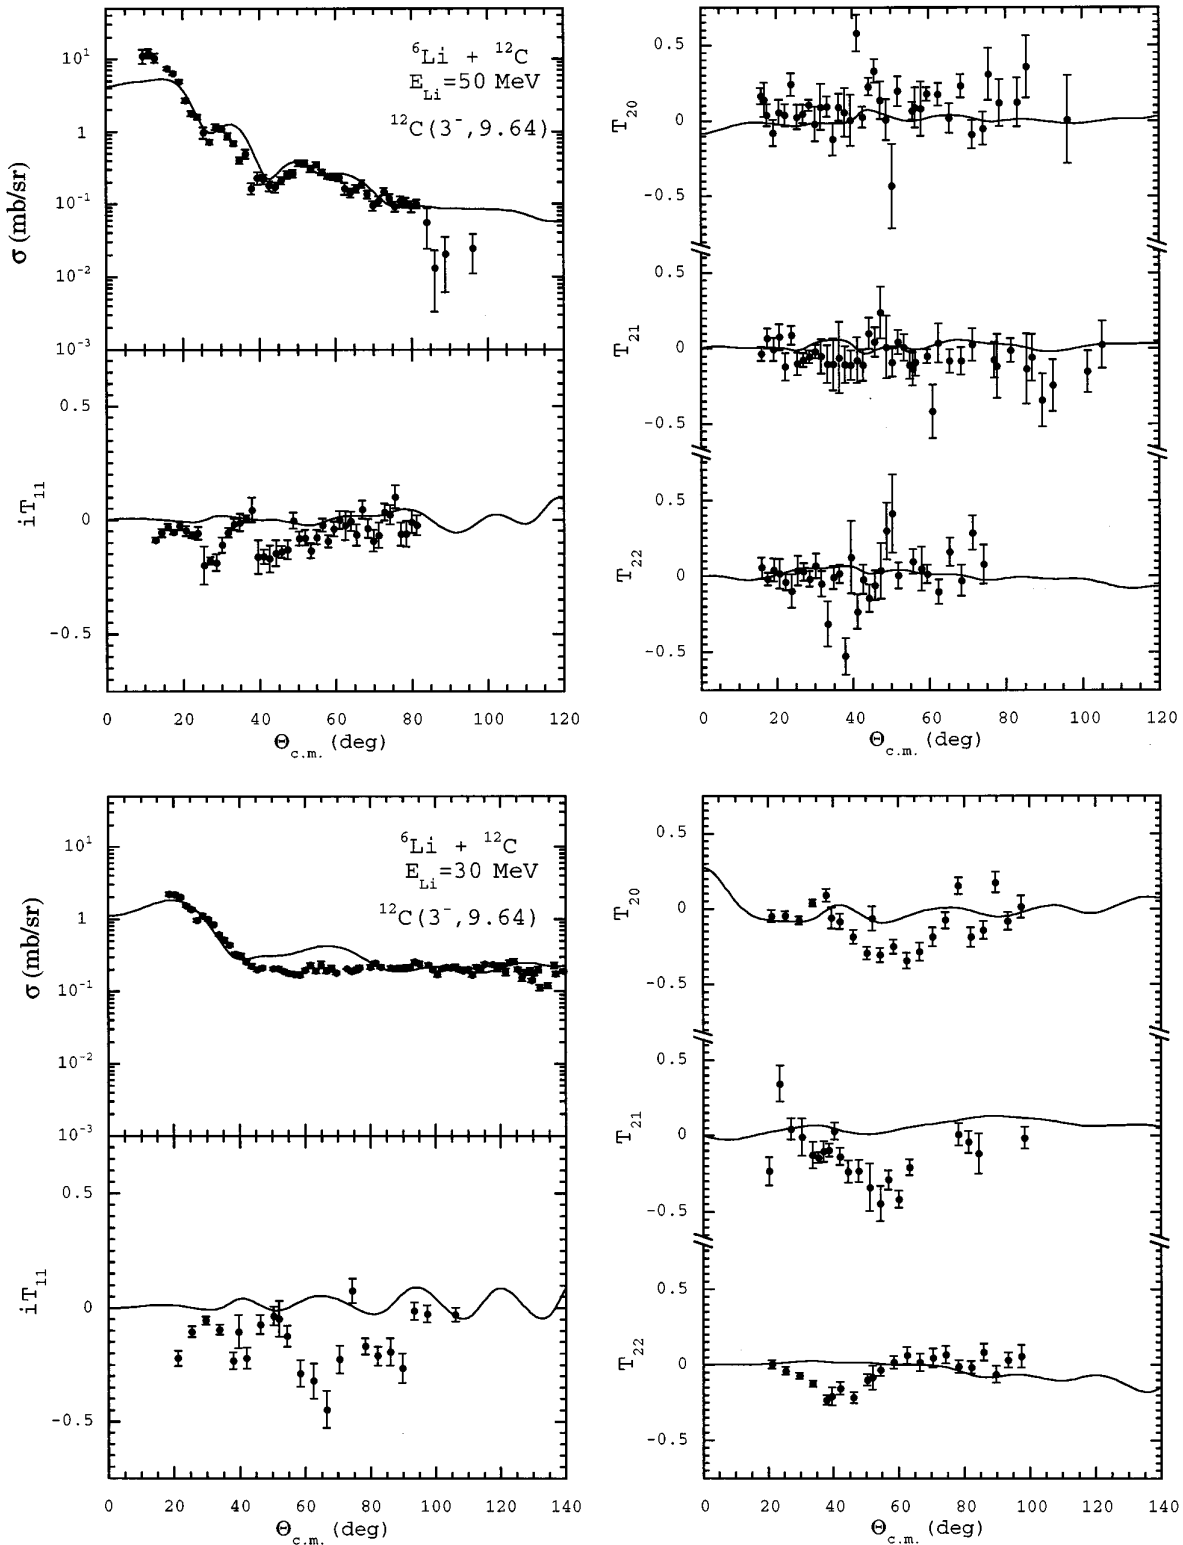 ⁶Li + ¹²C
E_Li=50 MeV
¹²C(3⁻,9.64)
σ (mb/sr)
10¹
1
10⁻¹
10⁻²
10⁻³
iT₁₁
0.5
0
-0.5
0 20 40 60 80 100 120
Θ_c.m. (deg)
T₂₀
0.5
0
-0.5
T₂₁
0.5
0
-0.5
T₂₂
0.5
0
-0.5
0 20 40 60 80 100 120
Θ_c.m. (deg)
⁶Li + ¹²C
E_Li=30 MeV
¹²C(3⁻,9.64)
σ (mb/sr)
10¹
1
10⁻¹
10⁻²
10⁻³
iT₁₁
0.5
0
-0.5
0 20 40 60 80 100 120 140
Θ_c.m. (deg)
T₂₀
0.5
0
-0.5
T₂₁
0.5
0
-0.5
T₂₂
0.5
0
-0.5
0 20 40 60 80 100 120 140
Θ_c.m. (deg)